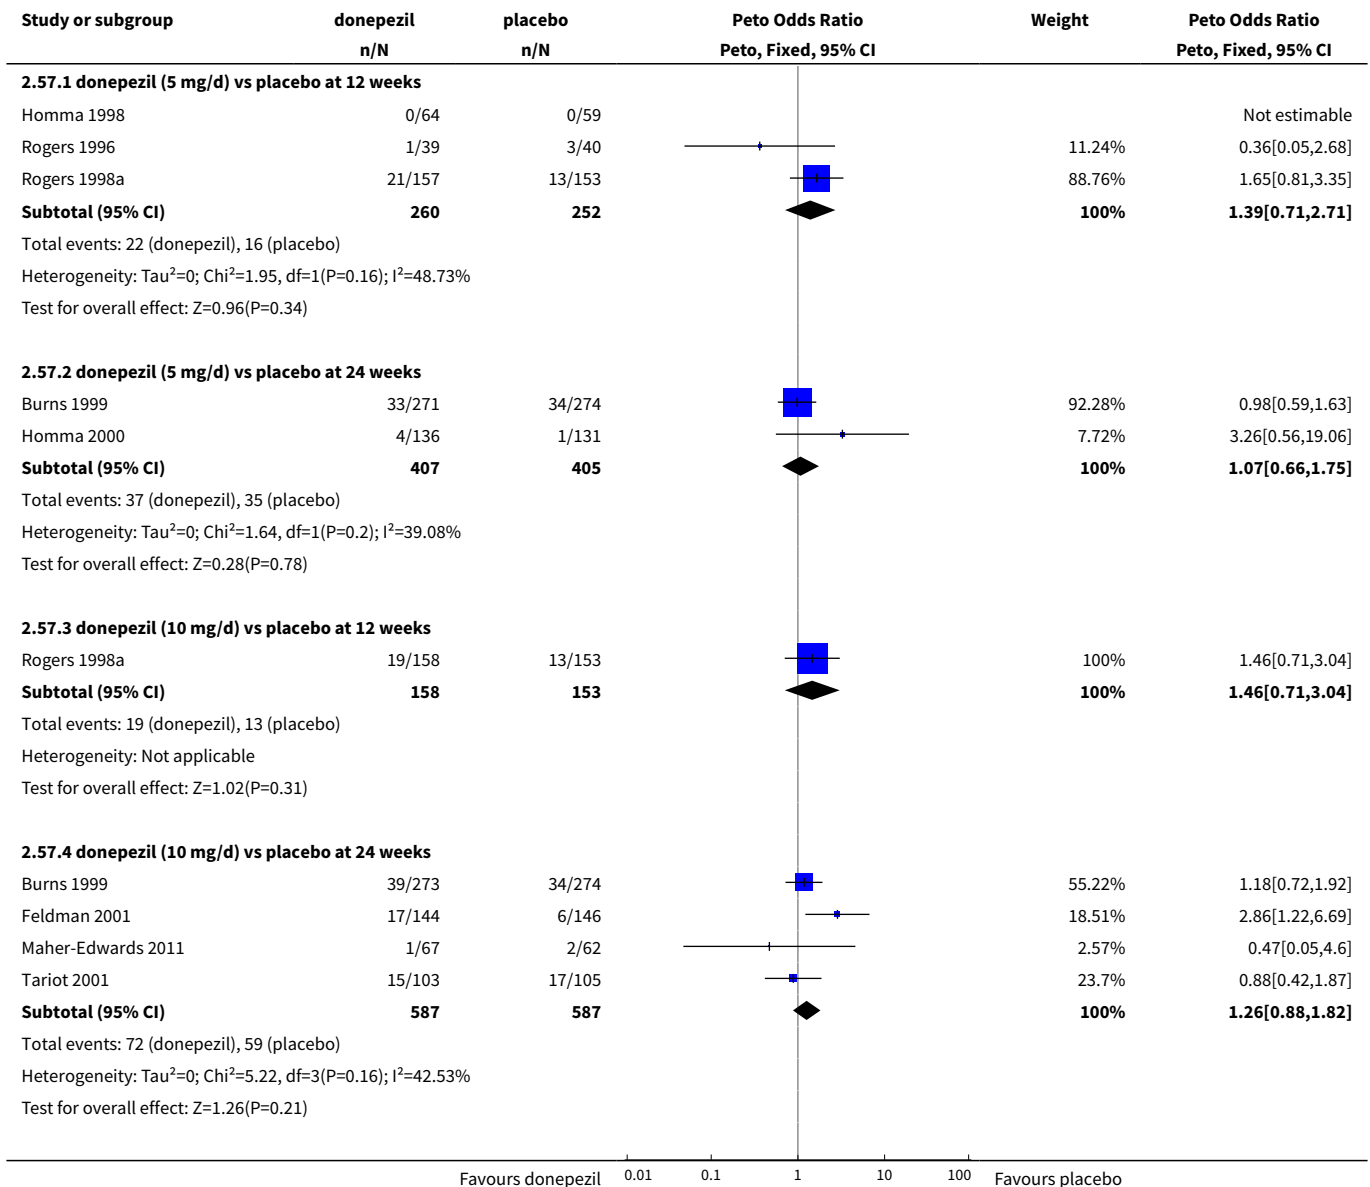 Study or subgroup donepezil placebo Peto Odds Ratio Weight Peto Odds Ratio
n/N n/N Peto, Fixed, 95% CI Peto, Fixed, 95% CI
2.57.1 donepezil (5 mg/d) vs placebo at 12 weeks
Homma 1998 0/64 0/59 Not estimable
Rogers 1996 1/39 3/40 11.24% 0.36[0.05,2.68]
Rogers 1998a 21/157 13/153 88.76% 1.65[0.81,3.35]
Subtotal (95% CI) 260 252 100% 1.39[0.71,2.71]
Total events: 22 (donepezil), 16 (placebo)
Heterogeneity: Tau²=0; Chi²=1.95, df=1(P=0.16); I²=48.73%
Test for overall effect: Z=0.96(P=0.34)
2.57.2 donepezil (5 mg/d) vs placebo at 24 weeks
Burns 1999 33/271 34/274 92.28% 0.98[0.59,1.63]
Homma 2000 4/136 1/131 7.72% 3.26[0.56,19.06]
Subtotal (95% CI) 407 405 100% 1.07[0.66,1.75]
Total events: 37 (donepezil), 35 (placebo)
Heterogeneity: Tau²=0; Chi²=1.64, df=1(P=0.2); I²=39.08%
Test for overall effect: Z=0.28(P=0.78)
2.57.3 donepezil (10 mg/d) vs placebo at 12 weeks
Rogers 1998a 19/158 13/153 100% 1.46[0.71,3.04]
Subtotal (95% CI) 158 153 100% 1.46[0.71,3.04]
Total events: 19 (donepezil), 13 (placebo)
Heterogeneity: Not applicable
Test for overall effect: Z=1.02(P=0.31)
2.57.4 donepezil (10 mg/d) vs placebo at 24 weeks
Burns 1999 39/273 34/274 55.22% 1.18[0.72,1.92]
Feldman 2001 17/144 6/146 18.51% 2.86[1.22,6.69]
Maher-Edwards 2011 1/67 2/62 2.57% 0.47[0.05,4.6]
Tariot 2001 15/103 17/105 23.7% 0.88[0.42,1.87]
Subtotal (95% CI) 587 587 100% 1.26[0.88,1.82]
Total events: 72 (donepezil), 59 (placebo)
Heterogeneity: Tau²=0; Chi²=5.22, df=3(P=0.16); I²=42.53%
Test for overall effect: Z=1.26(P=0.21)
Favours donepezil 0.01 0.1 1 10 100 Favours placebo